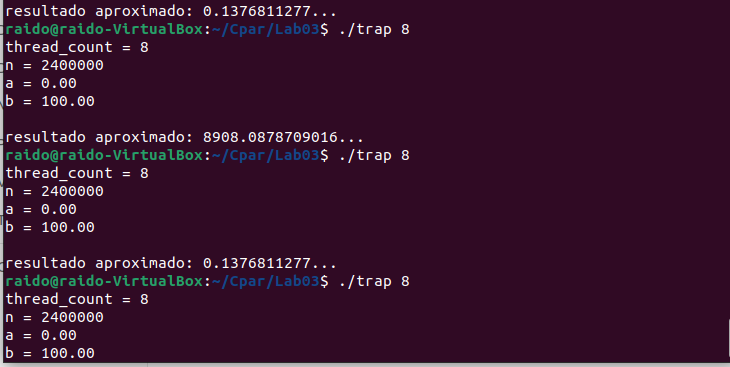 resultado aproximado: 0.1376811277...
raido@raido-VirtualBox:~/Cpar/Lab03$ ./trap 8
thread_count = 8
n = 2400000
a = 0.00
b = 100.00
resultado aproximado: 8908.0878709016...
raido@raido-VirtualBox:~/Cpar/Lab03$ ./trap 8
thread_count = 8
n = 2400000
a = 0.00
b = 100.00
resultado aproximado: 0.1376811277...
raido@raido-VirtualBox:~/Cpar/Lab03$ ./trap 8
thread_count = 8
n = 2400000
a = 0.00
b = 100.00